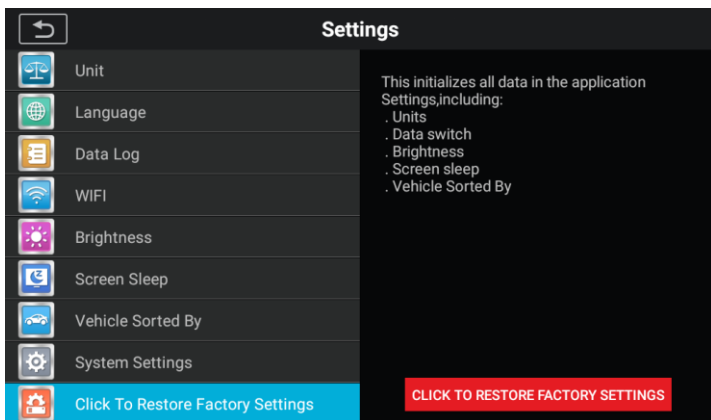 Settings
Unit
Language
Data Log
WIFI
Brightness
Screen Sleep
Vehicle Sorted By
System Settings
Click To Restore Factory Settings
This initializes all data in the application
Settings,including:
. Units
. Data switch
. Brightness
. Screen sleep
. Vehicle Sorted By
CLICK TO RESTORE FACTORY SETTINGS